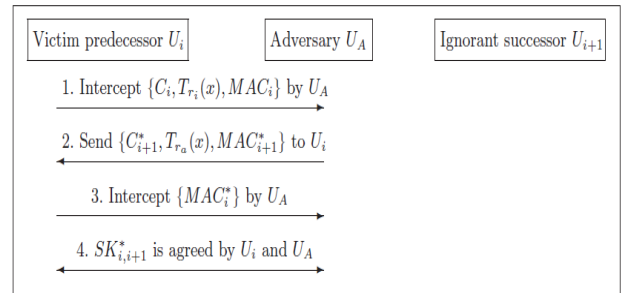 Victim predecessor $U_i$ Adversary $U_A$ Ignorant successor $U_{i+1}$
1. Intercept $\{C_i, T_{r_i}(x), MAC_i\}$ by $U_A$
2. Send $\{C^*_{i+1}, T_{r_a}(x), MAC^*_{i+1}\}$ to $U_i$
3. Intercept $\{MAC^*_i\}$ by $U_A$
4. $SK^*_{i,i+1}$ is agreed by $U_i$ and $U_A$